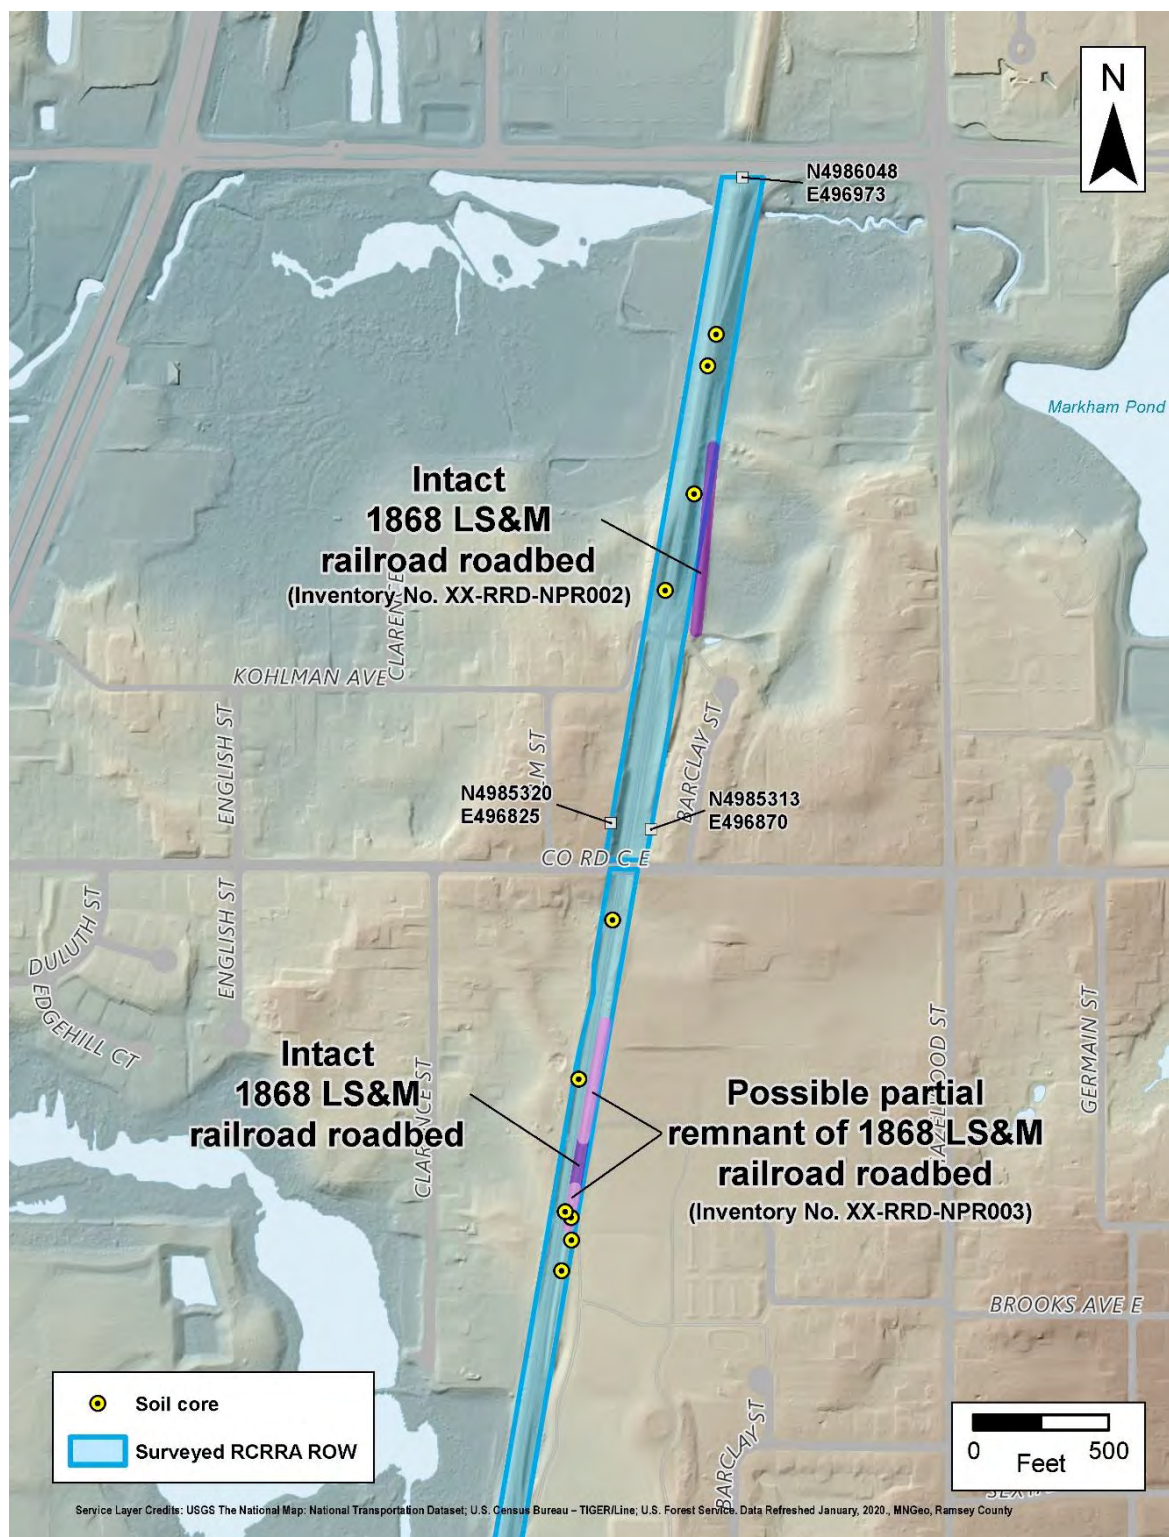 N
N4986048
E496973
Markham Pond
Intact
1868 LS&M
railroad roadbed
(Inventory No. XX-RRD-NPR002)
CLARENCE
KOHLMAN AVE
ENGLISH ST
M ST
BARCLAY ST
N4985320
E496825
N4985313
E496870
CO RD C E
DULUTH ST
EDGEHILL CT
ENGLISH ST
CLARENCE ST
GERMAIN ST
Intact
1868 LS&M
railroad roadbed
Possible partial
remnant of 1868 LS&M
railroad roadbed
(Inventory No. XX-RRD-NPR003)
BROOKS AVE E
BARCLAY ST
Soil core
Surveyed RCRRA ROW
0 500
Feet
Service Layer Credits: USGS The National Map: National Transportation Dataset; U.S. Census Bureau – TIGER/Line; U.S. Forest Service. Data Refreshed January, 2020., MNGeo, Ramsey County